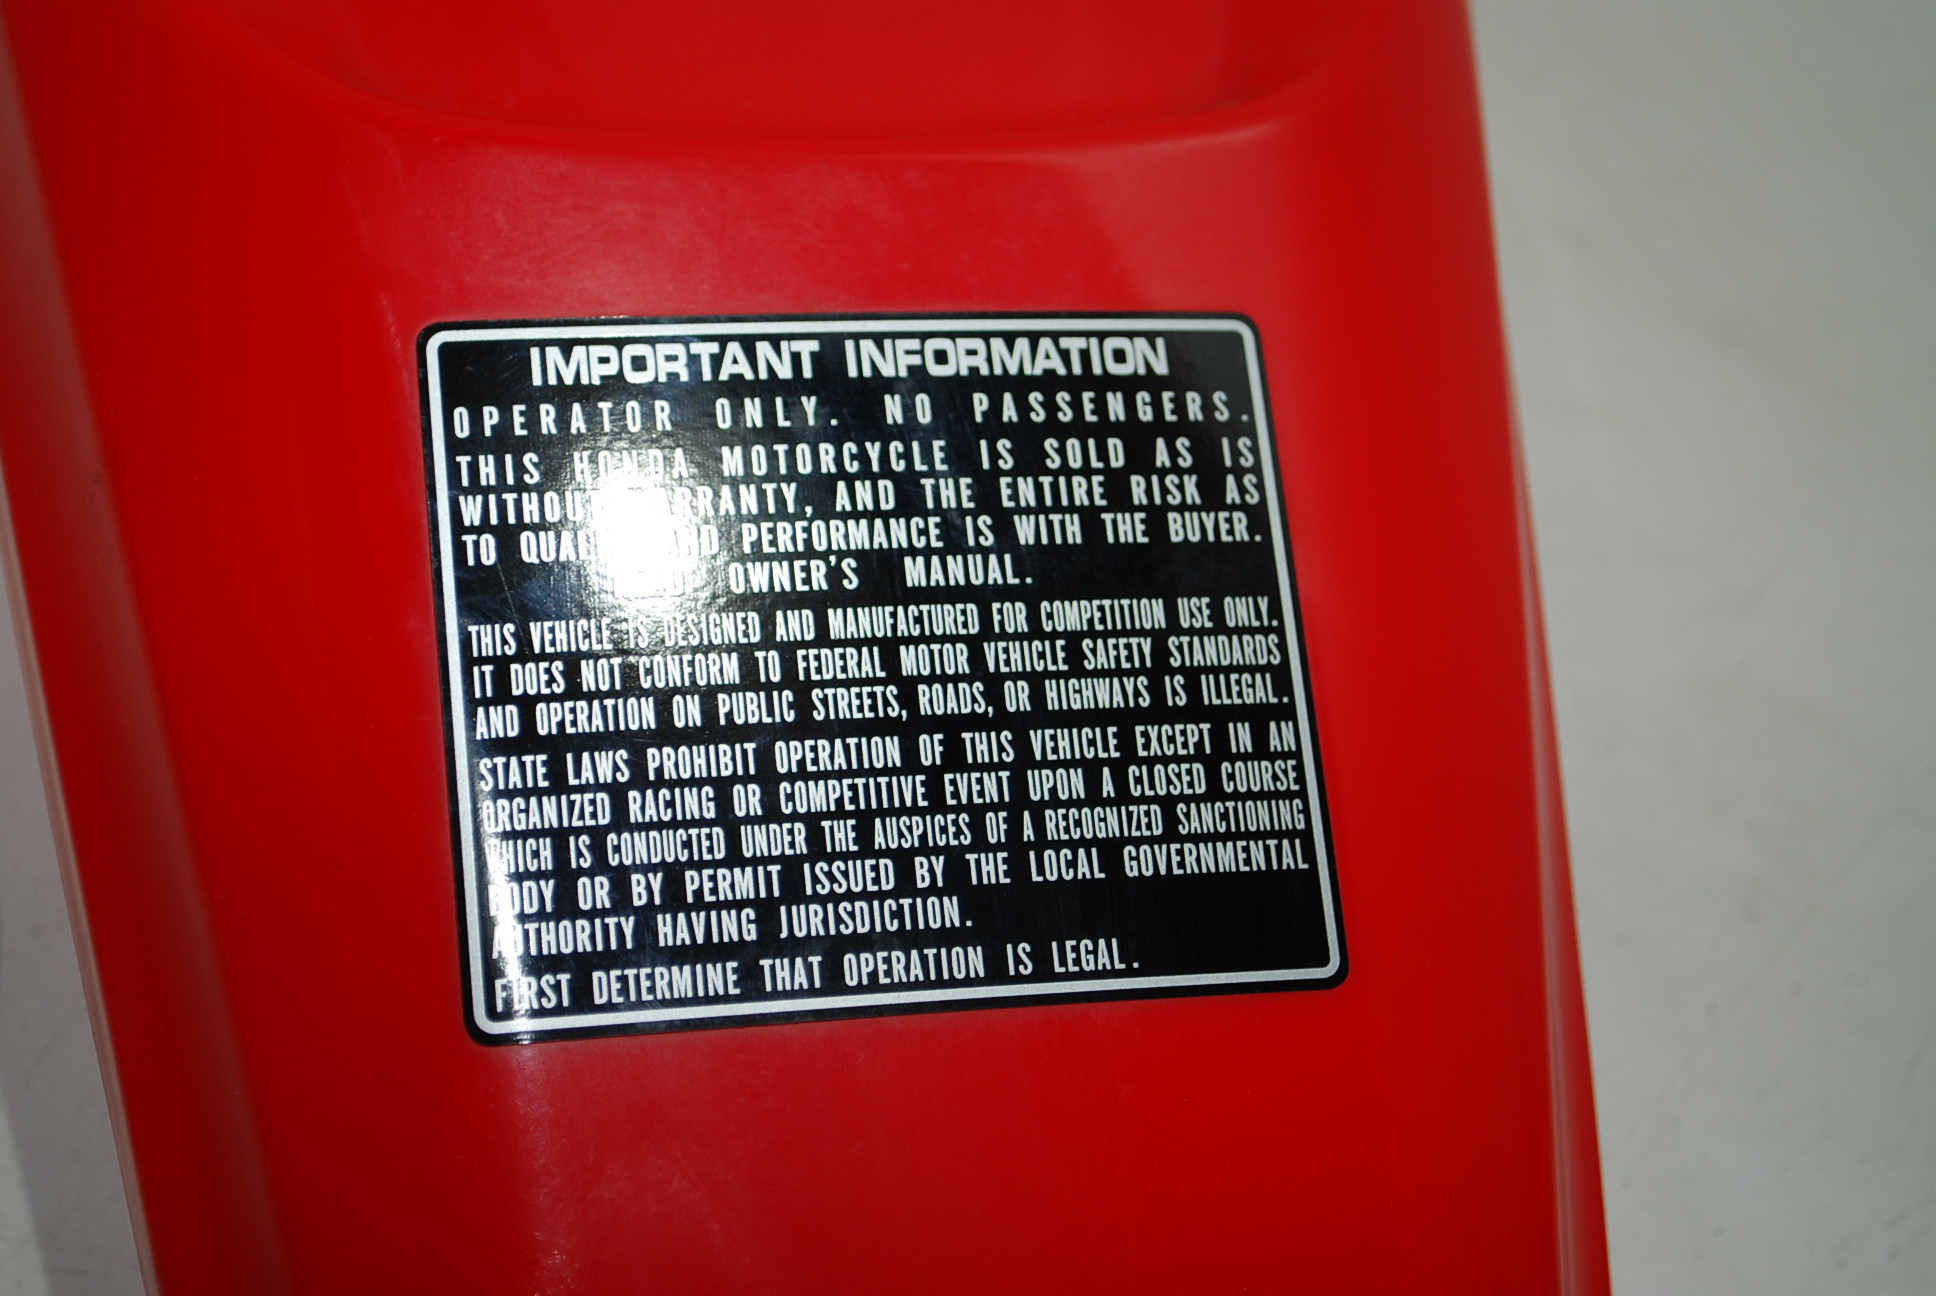 IMPORTANT INFORMATION
OPERATOR ONLY. NO PASSENGERS.
THIS HONDA MOTORCYCLE IS SOLD AS IS
WITHOUT WARRANTY, AND THE ENTIRE RISK AS
TO QUALITY AND PERFORMANCE IS WITH THE BUYER.
OWNER'S MANUAL.
THIS VEHICLE IS DESIGNED AND MANUFACTURED FOR COMPETITION USE ONLY.
IT DOES NOT CONFORM TO FEDERAL MOTOR VEHICLE SAFETY STANDARDS
AND OPERATION ON PUBLIC STREETS, ROADS, OR HIGHWAYS IS ILLEGAL.
STATE LAWS PROHIBIT OPERATION OF THIS VEHICLE EXCEPT IN AN
ORGANIZED RACING OR COMPETITIVE EVENT UPON A CLOSED COURSE
WHICH IS CONDUCTED UNDER THE AUSPICES OF A RECOGNIZED SANCTIONING
BODY OR BY PERMIT ISSUED BY THE LOCAL GOVERNMENTAL
AUTHORITY HAVING JURISDICTION.
FIRST DETERMINE THAT OPERATION IS LEGAL.